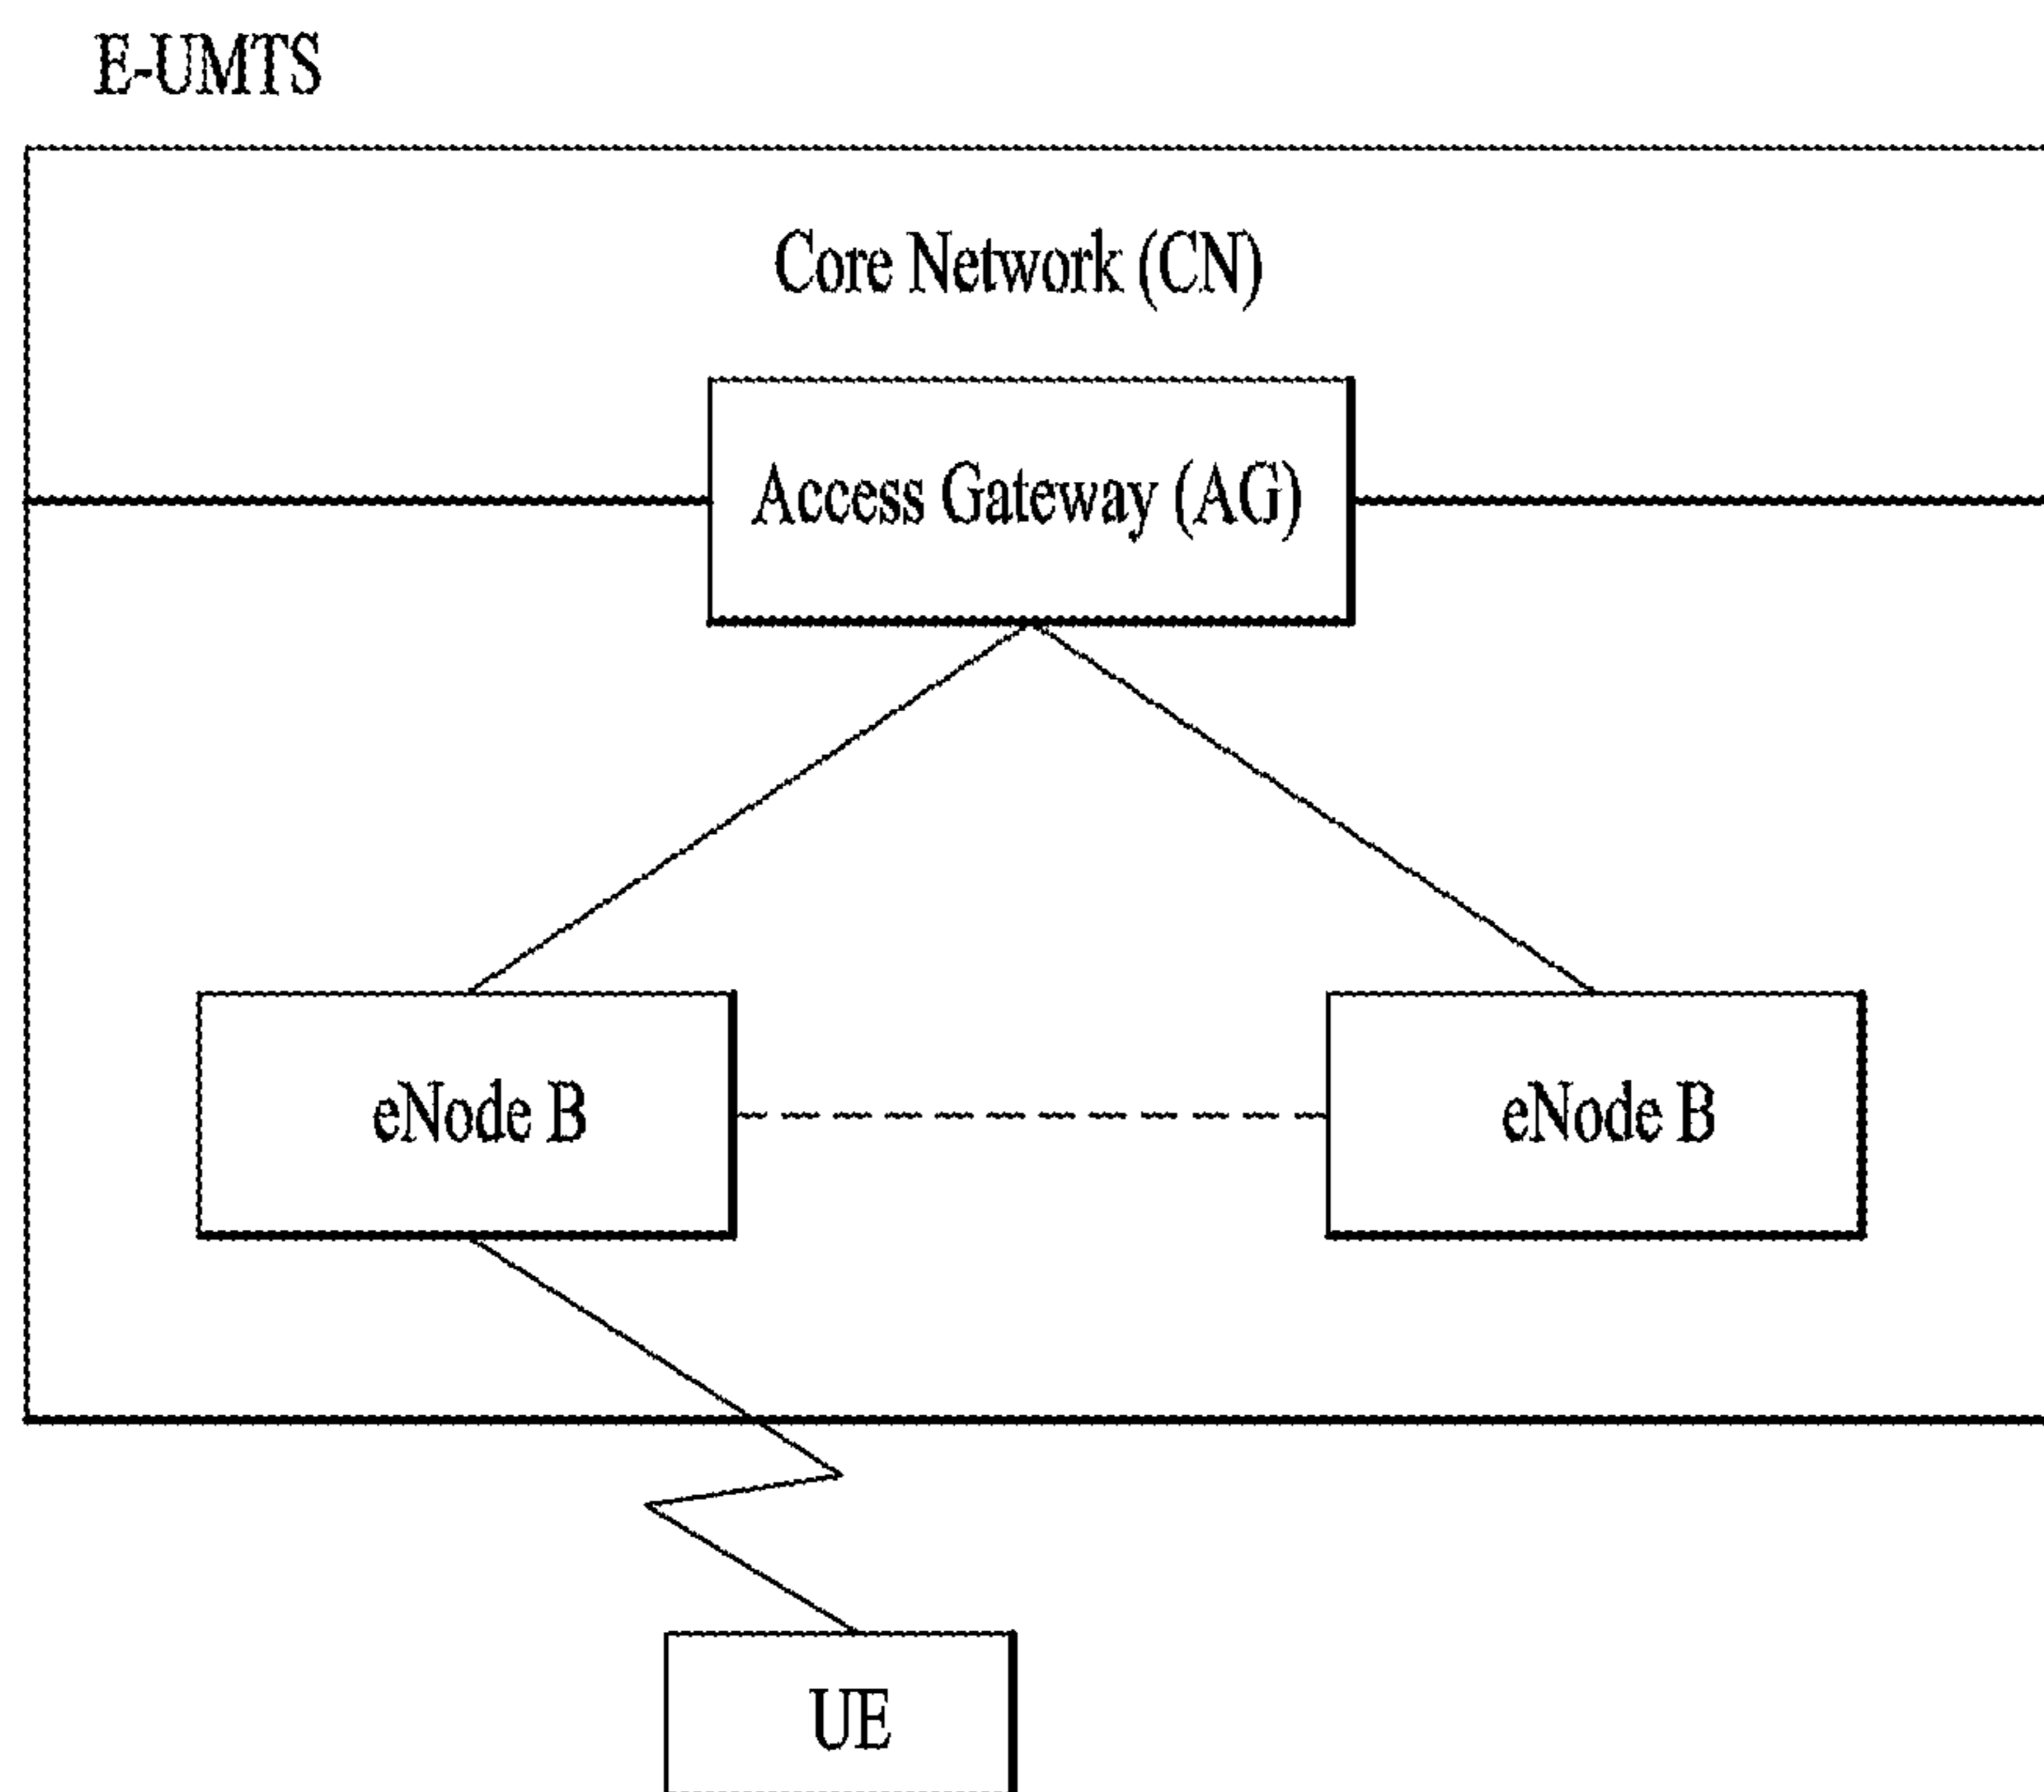 E-UMTS
Core Network (CN)
Access Gateway (AG)
eNode B
eNode B
UE